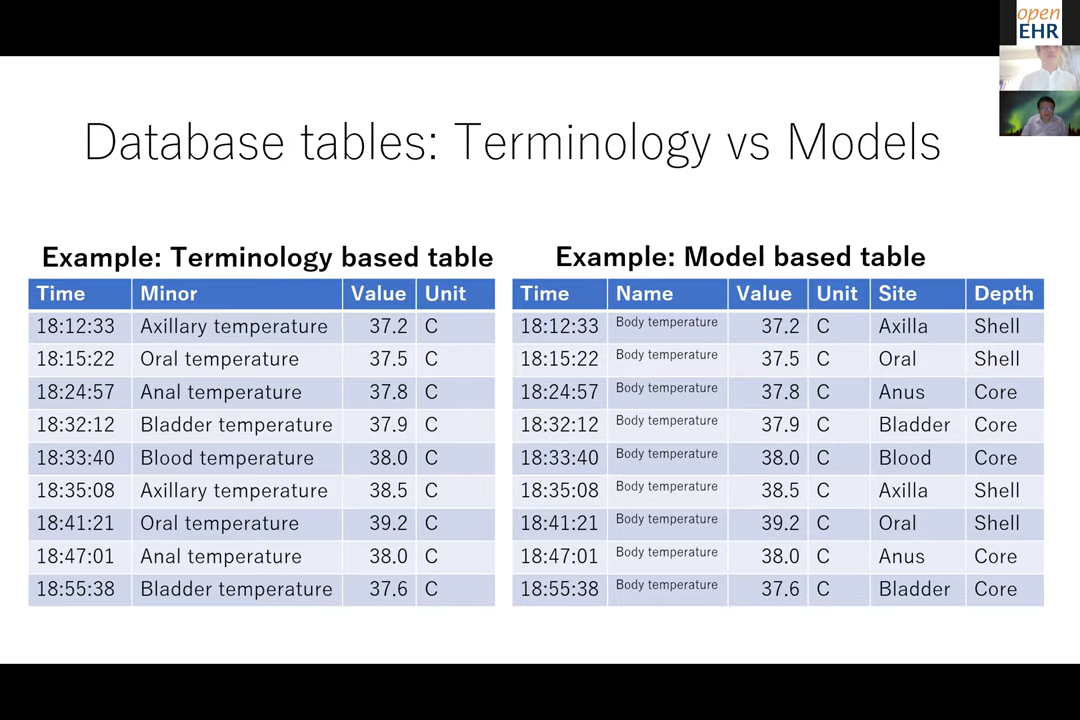 open
EHR
Database tables: Terminology vs Models
Example: Terminology based table
Time Minor Value Unit
18:12:33 Axillary temperature 37.2 C
18:15:22 Oral temperature 37.5 C
18:24:57 Anal temperature 37.8 C
18:32:12 Bladder temperature 37.9 C
18:33:40 Blood temperature 38.0 C
18:35:08 Axillary temperature 38.5 C
18:41:21 Oral temperature 39.2 C
18:47:01 Anal temperature 38.0 C
18:55:38 Bladder temperature 37.6 C
Example: Model based table
Time Name Value Unit Site Depth
18:12:33 Body temperature 37.2 C Axilla Shell
18:15:22 Body temperature 37.5 C Oral Shell
18:24:57 Body temperature 37.8 C Anus Core
18:32:12 Body temperature 37.9 C Bladder Core
18:33:40 Body temperature 38.0 C Blood Core
18:35:08 Body temperature 38.5 C Axilla Shell
18:41:21 Body temperature 39.2 C Oral Shell
18:47:01 Body temperature 38.0 C Anus Core
18:55:38 Body temperature 37.6 C Bladder Core